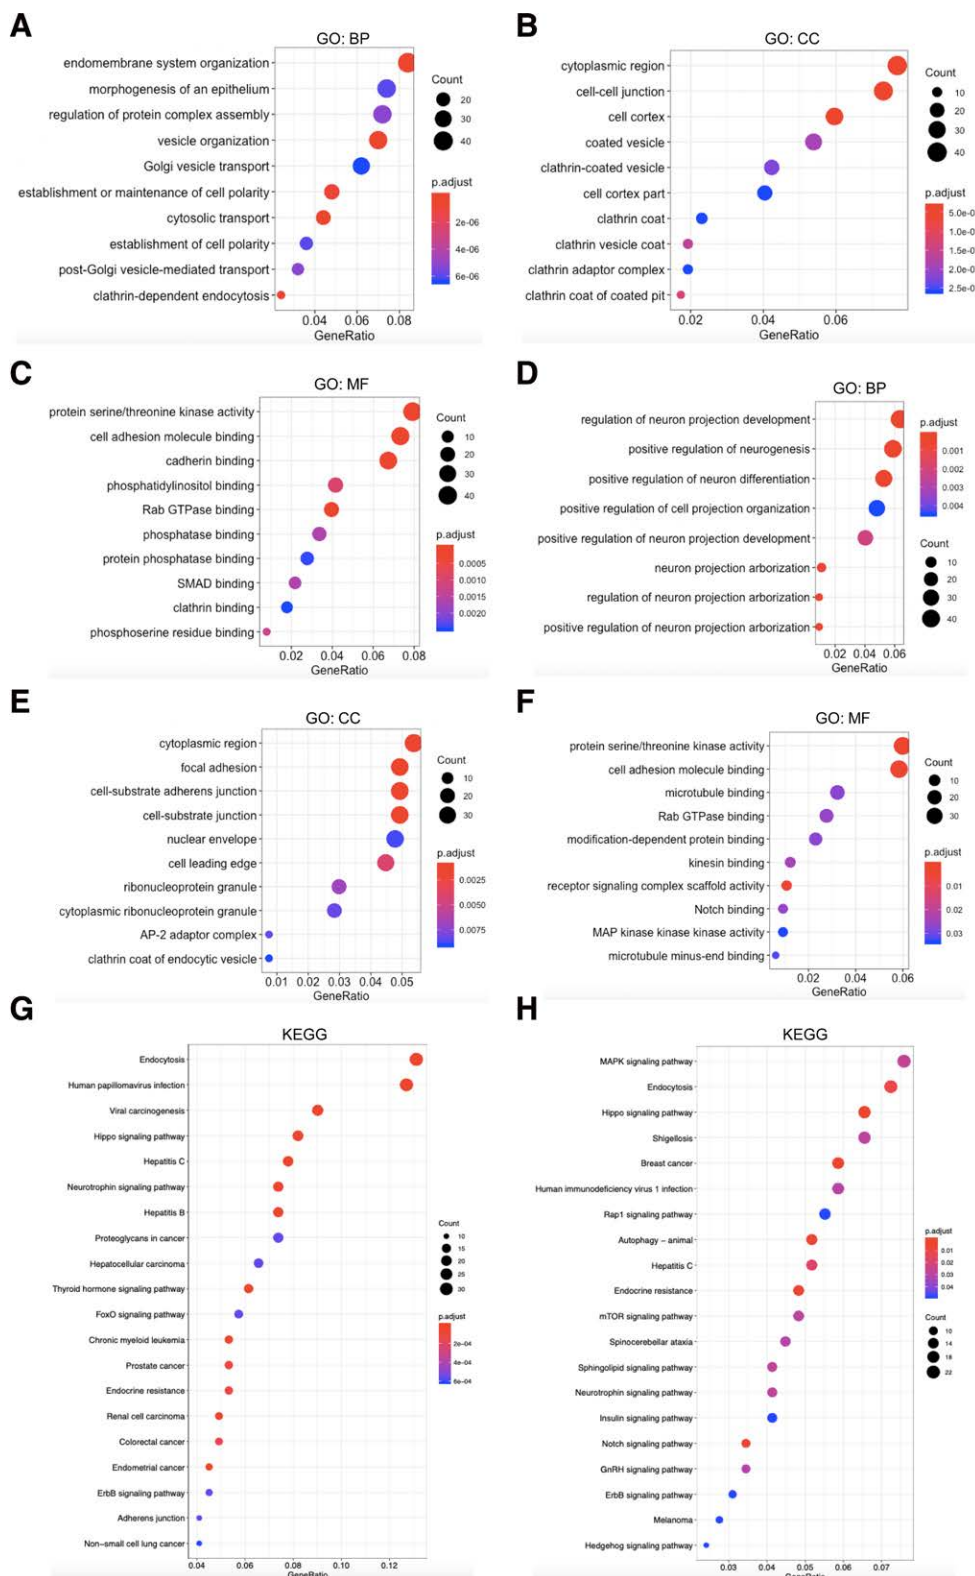 A
GO: BP
endomembrane system organization
morphogenesis of an epithelium
regulation of protein complex assembly
vesicle organization
Golgi vesicle transport
establishment or maintenance of cell polarity
cytosolic transport
establishment of cell polarity
post-Golgi vesicle-mediated transport
clathrin-dependent endocytosis
0.04 0.06 0.08
GeneRatio
Count
20
30
40
p.adjust
2e-06
4e-06
6e-06
B
GO: CC
cytoplasmic region
cell-cell junction
cell cortex
coated vesicle
clathrin-coated vesicle
cell cortex part
clathrin coat
clathrin vesicle coat
clathrin adaptor complex
clathrin coat of coated pit
0.02 0.04 0.06
GeneRatio
Count
10
20
30
40
p.adjust
5.0e-0
1.0e-0
1.5e-0
2.0e-0
2.5e-0
C
GO: MF
protein serine/threonine kinase activity
cell adhesion molecule binding
cadherin binding
phosphatidylinositol binding
Rab GTPase binding
phosphatase binding
protein phosphatase binding
SMAD binding
clathrin binding
phosphoserine residue binding
0.02 0.04 0.06 0.08
GeneRatio
Count
10
20
30
40
p.adjust
0.0005
0.0010
0.0015
0.0020
D
GO: BP
regulation of neuron projection development
positive regulation of neurogenesis
positive regulation of neuron differentiation
positive regulation of cell projection organization
positive regulation of neuron projection development
neuron projection arborization
regulation of neuron projection arborization
positive regulation of neuron projection arborization
0.02 0.04 0.06
GeneRatio
p.adjust
0.001
0.002
0.003
0.004
Count
10
20
30
40
E
GO: CC
cytoplasmic region
focal adhesion
cell-substrate adherens junction
cell-substrate junction
nuclear envelope
cell leading edge
ribonucleoprotein granule
cytoplasmic ribonucleoprotein granule
AP-2 adaptor complex
clathrin coat of endocytic vesicle
0.01 0.02 0.03 0.04 0.05
GeneRatio
Count
10
20
30
p.adjust
0.0025
0.0050
0.0075
F
GO: MF
protein serine/threonine kinase activity
cell adhesion molecule binding
microtubule binding
Rab GTPase binding
modification-dependent protein binding
kinesin binding
receptor signaling complex scaffold activity
Notch binding
MAP kinase kinase kinase activity
microtubule minus-end binding
0.02 0.04 0.06
GeneRatio
Count
10
20
30
p.adjust
0.01
0.02
0.03
G
KEGG
Endocytosis
Human papillomavirus infection
Viral carcinogenesis
Hippo signaling pathway
Hepatitis C
Neurotrophin signaling pathway
Hepatitis B
Proteoglycans in cancer
Hepatocellular carcinoma
Thyroid hormone signaling pathway
FoxO signaling pathway
Chronic myeloid leukemia
Prostate cancer
Endocrine resistance
Renal cell carcinoma
Colorectal cancer
Endometrial cancer
ErbB signaling pathway
Adherens junction
Non-small cell lung cancer
0.04 0.06 0.08 0.10 0.12
GeneRatio
Count
10
15
20
25
30
p.adjust
2e-04
4e-04
6e-04
H
KEGG
MAPK signaling pathway
Endocytosis
Hippo signaling pathway
Shigellosis
Breast cancer
Human immunodeficiency virus 1 infection
Rap1 signaling pathway
Autophagy – animal
Hepatitis C
Endocrine resistance
mTOR signaling pathway
Spinocerebellar ataxia
Sphingolipid signaling pathway
Neurotrophin signaling pathway
Insulin signaling pathway
Notch signaling pathway
GnRH signaling pathway
ErbB signaling pathway
Melanoma
Hedgehog signaling pathway
0.03 0.04 0.05 0.06 0.07
GeneRatio
p.adjust
0.01
0.02
0.03
0.04
Count
10
14
18
22